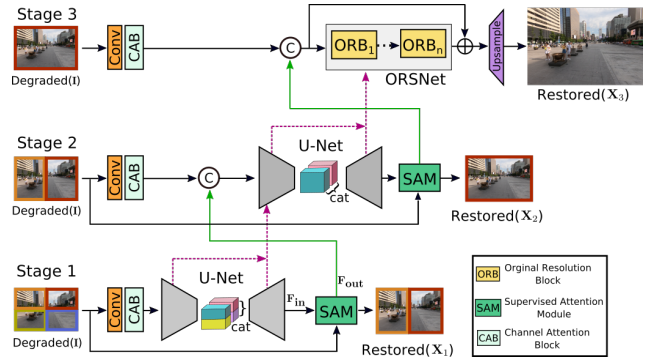 Stage 3
Degraded(I)
Conv
CAB
C
ORB1
ORBn
ORSNet
Upsample
Restored(X3)
Stage 2
Degraded(I)
Conv
CAB
C
U-Net
cat
SAM
Restored(X2)
Stage 1
Degraded(I)
Conv
CAB
U-Net
cat
Fin
Fout
SAM
Restored(X1)
ORB
Orginal Resolution
Block
SAM
Supervised Attention
Module
CAB
Channel Attention
Block